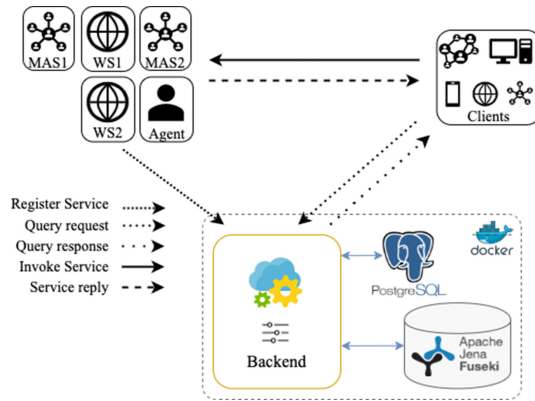 MAS1 WS1 MAS2
WS2 Agent
Clients
Register Service
Query request
Query response
Invoke Service
Service reply
docker
PostgreSQL
Backend
Apache
Jena
Fuseki